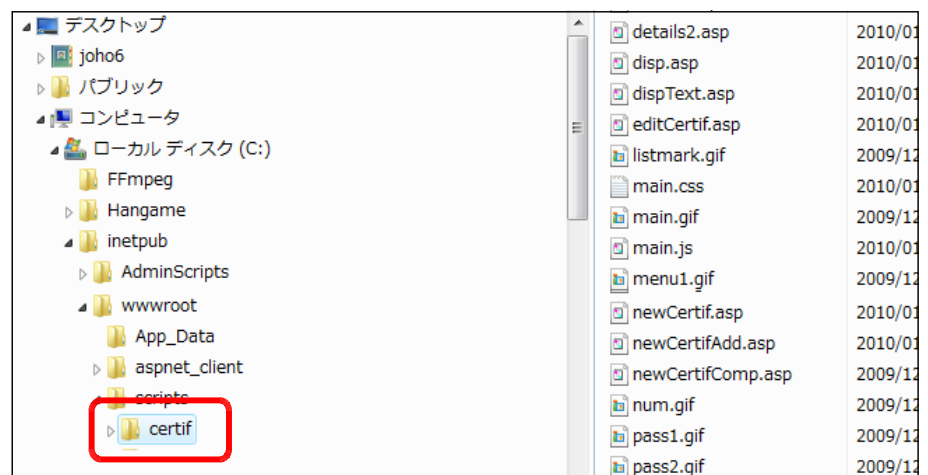 デスクトップ
joho6
パブリック
コンピュータ
ローカル ディスク (C:)
FFmpeg
Hangame
inetpub
AdminScripts
wwwroot
App_Data
aspnet_client
scripts
certif
details2.asp 2010/01
disp.asp 2010/01
dispText.asp 2010/01
editCertif.asp 2010/01
listmark.gif 2009/12
main.css 2010/01
main.gif 2009/12
main.js 2010/01
menu1.gif 2009/12
newCertif.asp 2010/01
newCertifAdd.asp 2010/01
newCertifComp.asp 2009/12
num.gif 2009/12
pass1.gif 2009/12
pass2.gif 2009/12